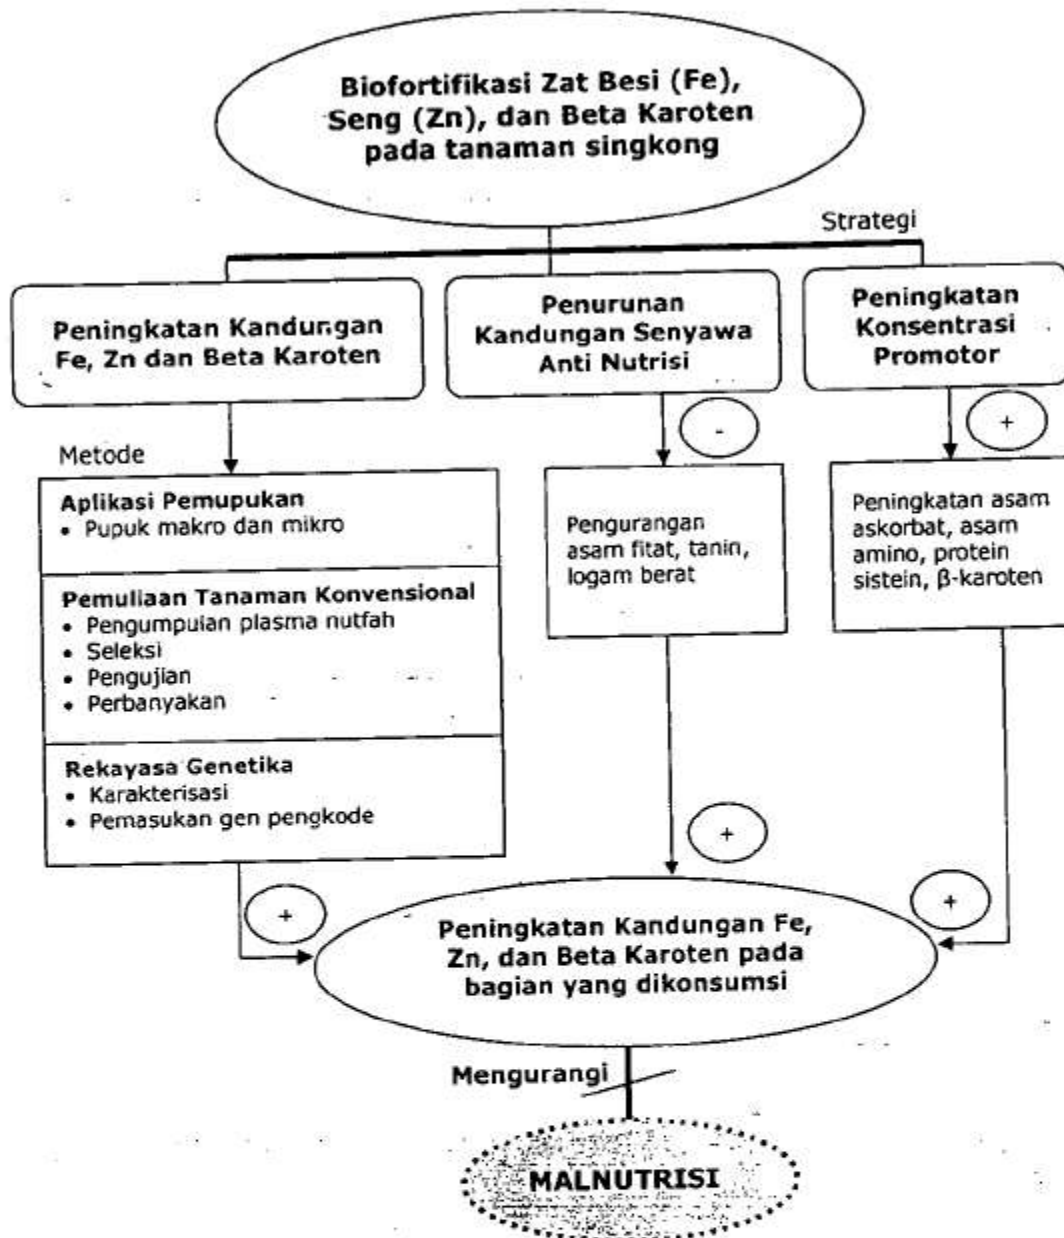 Biofortifikasi Zat Besi (Fe),
Seng (Zn), dan Beta Karoten
pada tanaman singkong
Strategi
Peningkatan Kandungan
Fe, Zn dan Beta Karoten
Penurunan
Kandungan Senyawa
Anti Nutrisi
Peningkatan
Konsentrasi
Promotor
-
+
Metode
Aplikasi Pemupukan
• Pupuk makro dan mikro
Pemuliaan Tanaman Konvensional
• Pengumpulan plasma nutfah
• Seleksi
• Pengujian
• Perbanyakan
Rekayasa Genetika
• Karakterisasi
• Pemasukan gen pengkode
Pengurangan
asam fitat, tanin,
logam berat
Peningkatan asam
askorbat, asam
amino, protein
sistein, β-karoten
+
+
+
Peningkatan Kandungan Fe,
Zn, dan Beta Karoten pada
bagian yang dikonsumsi
Mengurangi
MALNUTRISI